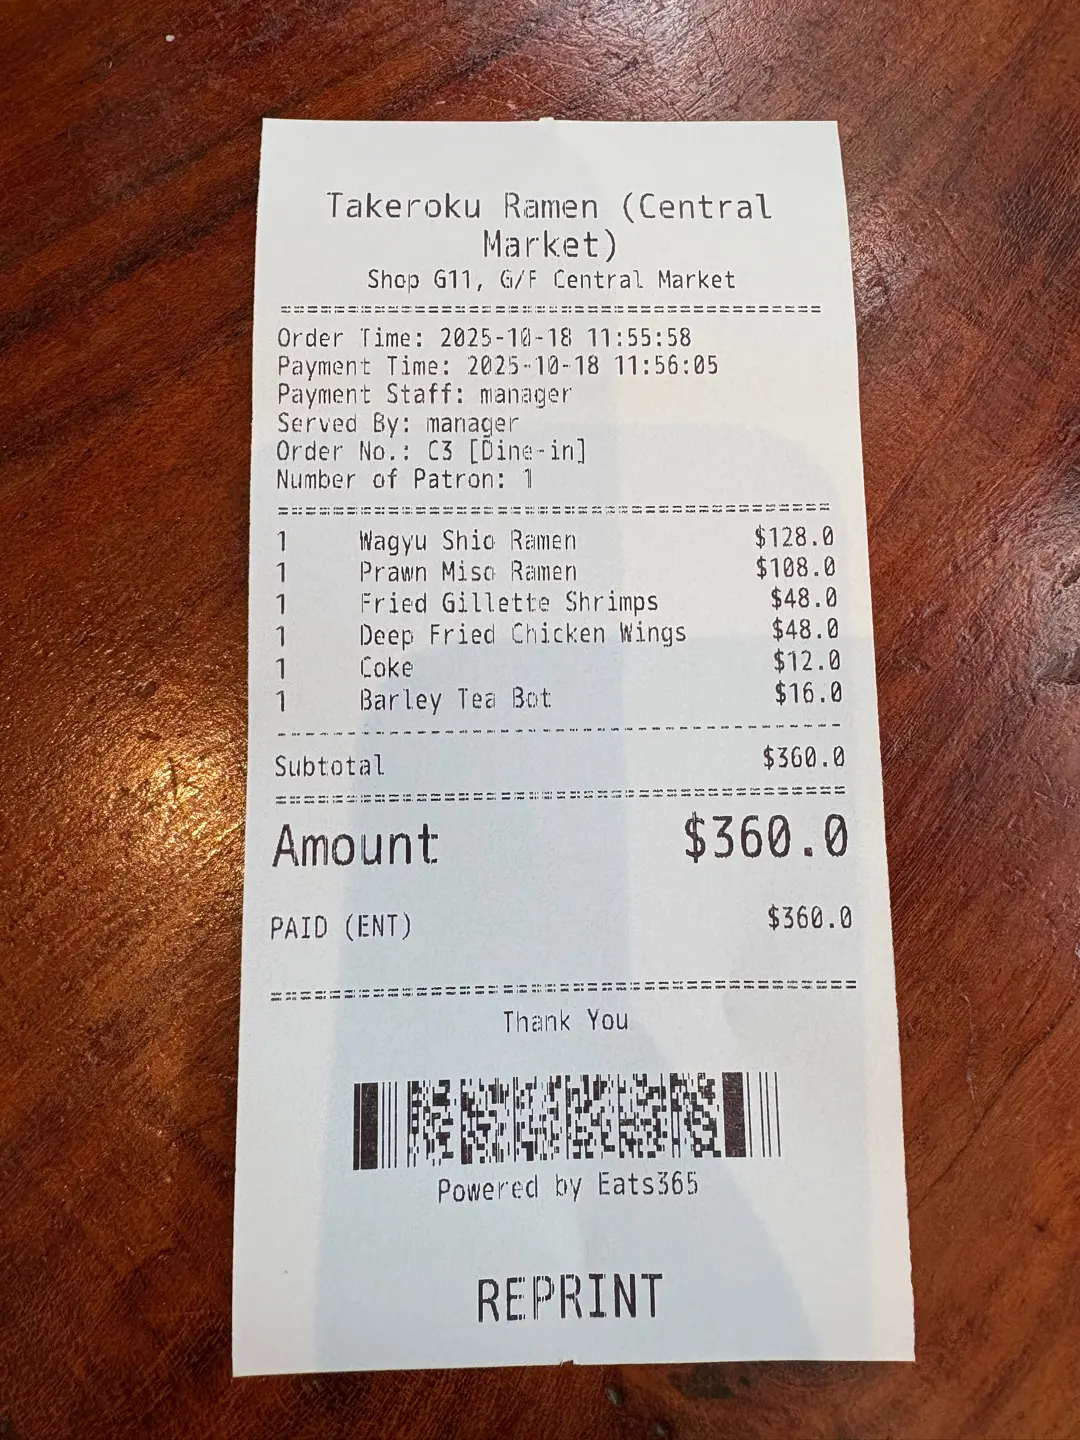 Takeroku Ramen (Central
Market)
Shop G11, G/F Central Market
Order Time: 2025-10-18 11:55:58
Payment Time: 2025-10-18 11:56:05
Payment Staff: manager
Served By: manager
Order No.: C3 [Dine-in]
Number of Patron: 1
1 Wagyu Shio Ramen $128.0
1 Prawn Miso Ramen $108.0
1 Fried Gillette Shrimps $48.0
1 Deep Fried Chicken Wings $48.0
1 Coke $12.0
1 Barley Tea Bot $16.0
Subtotal $360.0
Amount $360.0
PAID (ENT) $360.0
Thank You
Powered by Eats365
REPRINT